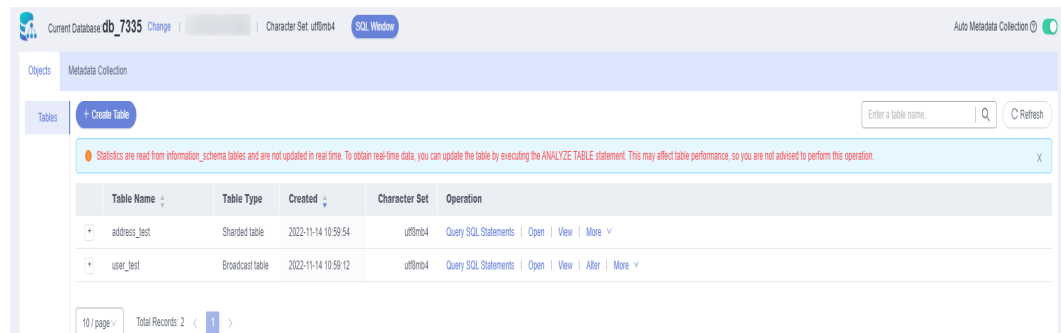 Current Database:db_7335 Change | | Character Set: utf8mb4 SQL Window Auto Metadata Collection
Objects Metadata Collection
Tables + Create Table Enter a table name. Refresh
Statistics are read from information_schema.tables and are not updated in real time. To obtain real-time data, you can update the table by executing the ANALYZE TABLE statement. This may affect table performance, so you are not advised to perform this operation. X
Table Name Table Type Created Character Set Operation
+ address_test Sharded table 2022-11-14 10:59:54 utf8mb4 Query SQL Statements | Open | View | More
+ user_test Broadcast table 2022-11-14 10:59:12 utf8mb4 Query SQL Statements | Open | View | Alter | More
10 / page Total Records: 2 < 1 >